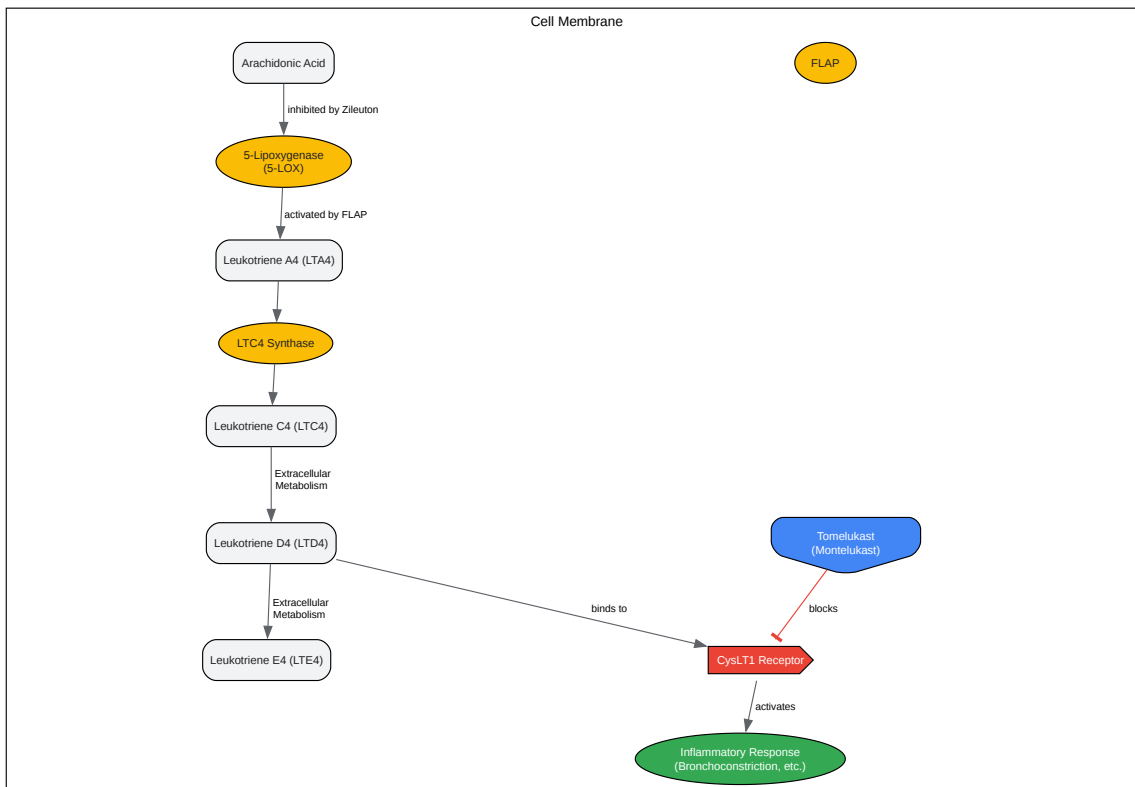 Cell Membrane
Arachidonic Acid
FLAP
inhibited by Zileuton
5-Lipoxygenase
(5-LOX)
activated by FLAP
Leukotriene A4 (LTA4)
LTC4 Synthase
Leukotriene C4 (LTC4)
Extracellular
Metabolism
Leukotriene D4 (LTD4)
Tomelukast
(Montelukast)
Extracellular
Metabolism
binds to
blocks
Leukotriene E4 (LTE4)
CysLT1 Receptor
activates
Inflammatory Response
(Bronchoconstriction, etc.)